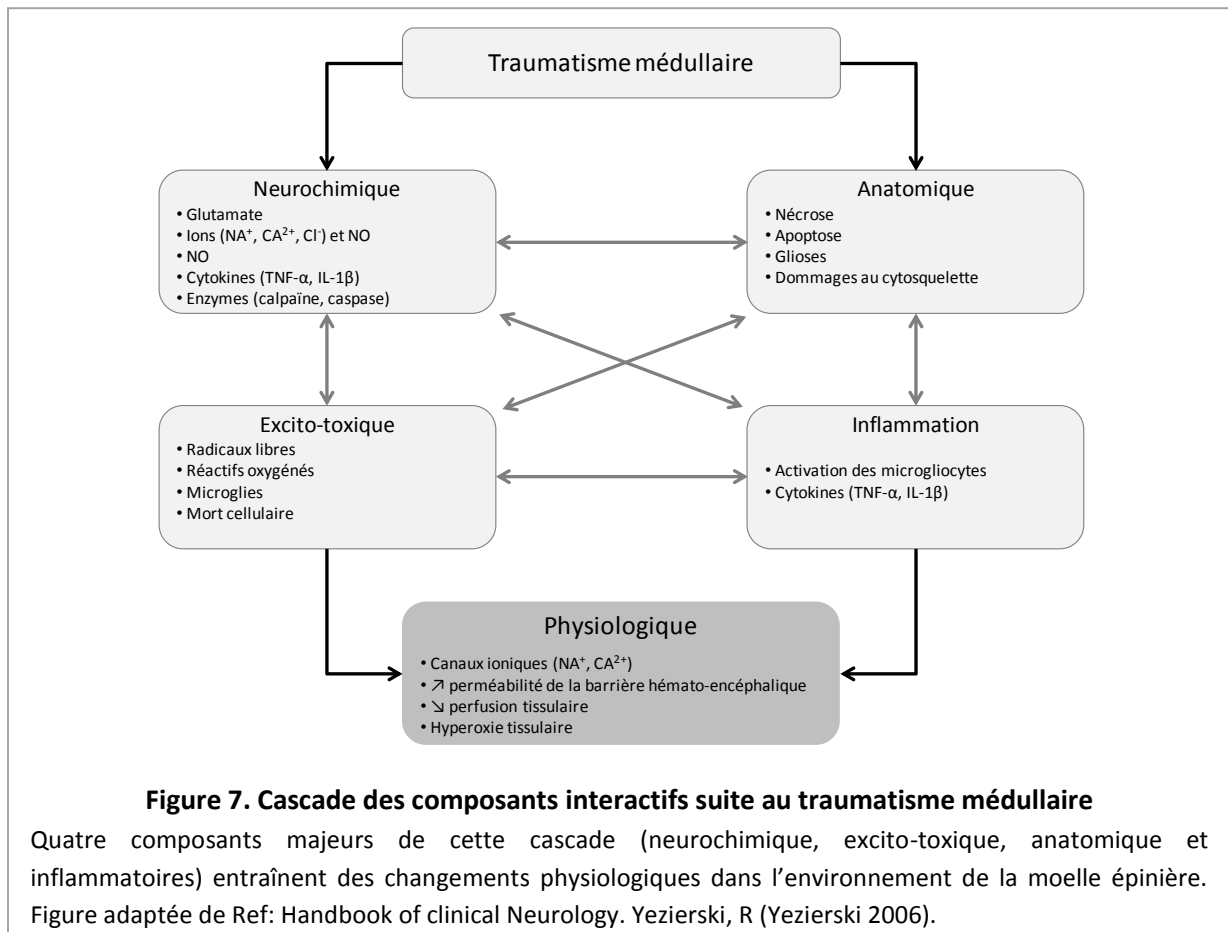 Traumatisme médullaire
Neurochimique
• Glutamate
• Ions (NA⁺, CA²⁺, Cl⁻) et NO
• NO
• Cytokines (TNF-α, IL-1β)
• Enzymes (calpaïne, caspase)
Anatomique
• Nécrose
• Apoptose
• Glioses
• Dommages au cytosquelette
Excito-toxique
• Radicaux libres
• Réactifs oxygénés
• Microglies
• Mort cellulaire
Inflammation
• Activation des microgliocytes
• Cytokines (TNF-α, IL-1β)
Physiologique
• Canaux ioniques (NA⁺, CA²⁺)
• ↗ perméabilité de la barrière hémato-encéphalique
• ↘ perfusion tissulaire
• Hyperoxie tissulaire
Figure 7. Cascade des composants interactifs suite au traumatisme médullaire
Quatre composants majeurs de cette cascade (neurochimique, excito-toxique, anatomique et
inflammatoires) entraînent des changements physiologiques dans l'environnement de la moelle épinière.
Figure adaptée de Ref: Handbook of clinical Neurology. Yezierski, R (Yezierski 2006).